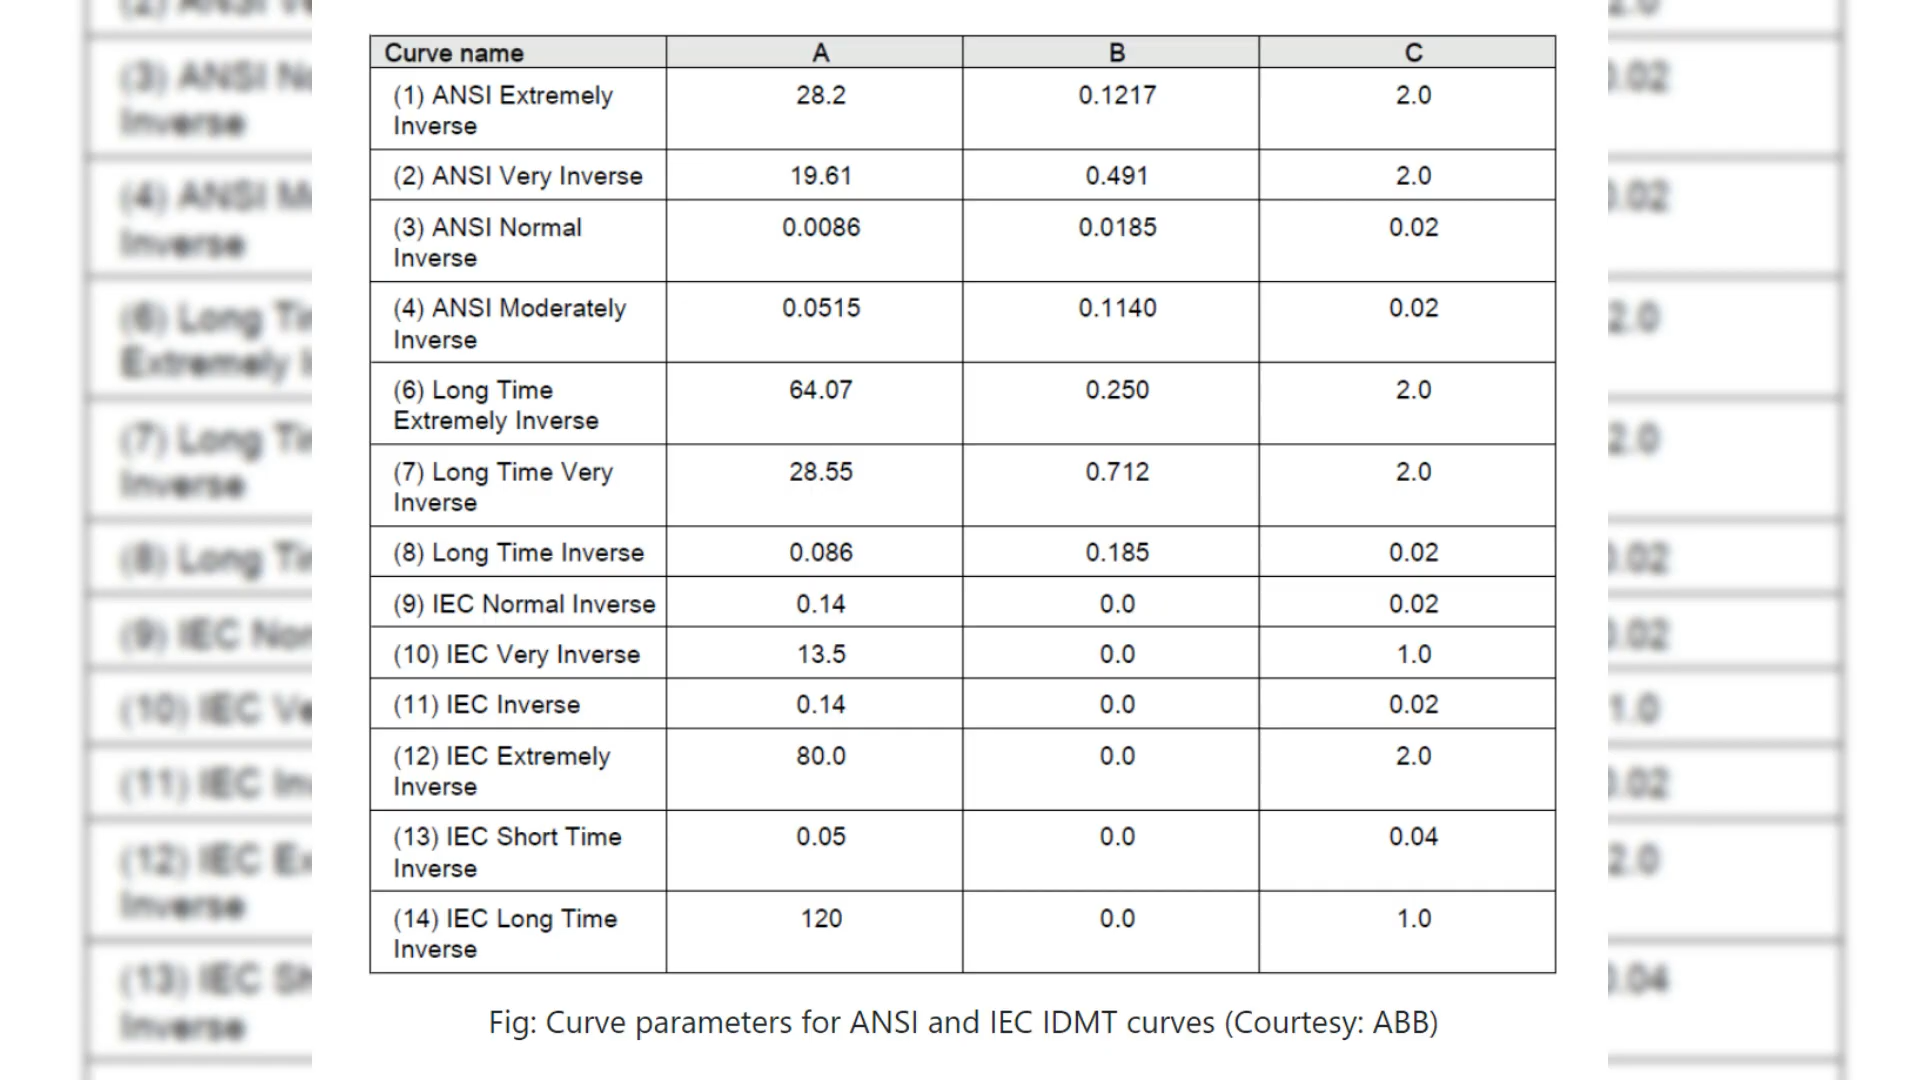 Curve name A B C
(1) ANSI Extremely 28.2 0.1217 2.0
Inverse
(2) ANSI Very Inverse 19.61 0.491 2.0
(3) ANSI Normal 0.0086 0.0185 0.02
Inverse
(4) ANSI Moderately 0.0515 0.1140 0.02
Inverse
(6) Long Time 64.07 0.250 2.0
Extremely Inverse
(7) Long Time Very 28.55 0.712 2.0
Inverse
(8) Long Time Inverse 0.086 0.185 0.02
(9) IEC Normal Inverse 0.14 0.0 0.02
(10) IEC Very Inverse 13.5 0.0 1.0
(11) IEC Inverse 0.14 0.0 0.02
(12) IEC Extremely 80.0 0.0 2.0
Inverse
(13) IEC Short Time 0.05 0.0 0.04
Inverse
(14) IEC Long Time 120 0.0 1.0
Inverse
Fig: Curve parameters for ANSI and IEC IDMT curves (Courtesy: ABB)